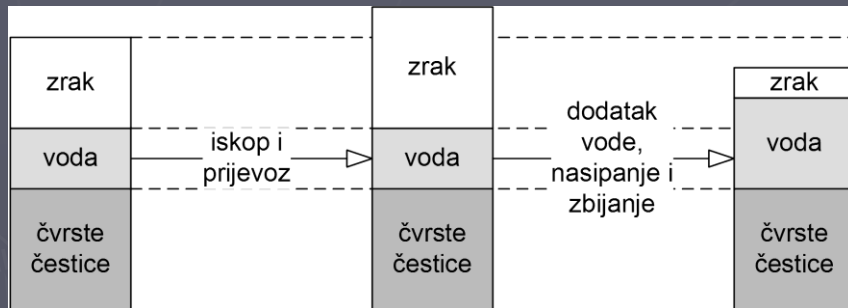 zrak
voda
čvrste
čestice
iskop i
prijevoz
zrak
voda
čvrste
čestice
dodatak
vode,
nasipanje i
zbijanje
zrak
voda
čvrste
čestice